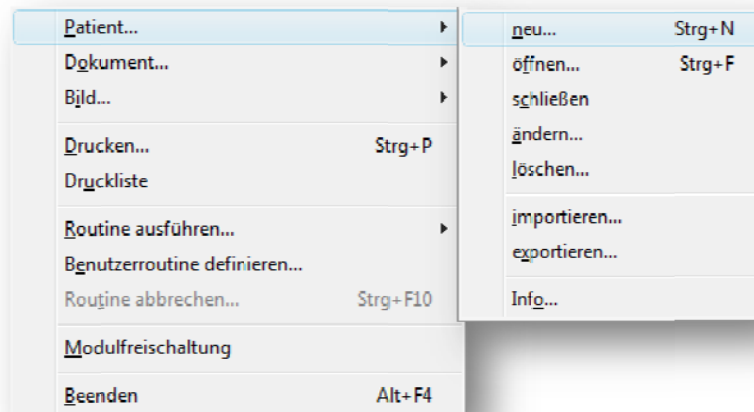 Patient...
Dokument...
Bild...
Drucken... Strg+P
Druckliste
Routine ausführen...
Benutzerroutine definieren...
Routine abbrechen... Strg+F10
Modulfreischaltung
Beenden Alt+F4
neu... Strg+N
öffnen... Strg+F
schließen
ändern...
löschen...
importieren...
exportieren...
Info...